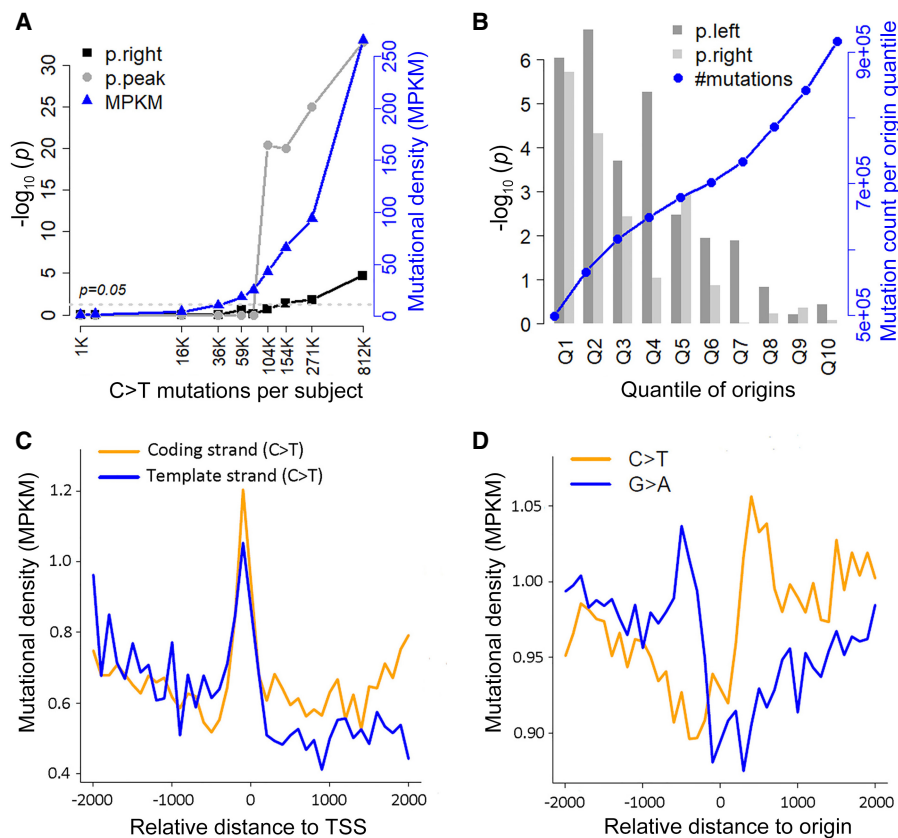 A
p.right
p.peak
MPKM
-log10 (p)
30
25
20
15
10
5
0
p=0.05
250
200
150
100
50
0
Mutational density (MPKM)
1K
16K
36K
59K
104K
154K
271K
812K
C>T mutations per subject
B
p.left
p.right
#mutations
-log10 (p)
6
5
4
3
2
1
0
9e+05
7e+05
5e+05
Mutation count per origin quantile
Q1
Q2
Q3
Q4
Q5
Q6
Q7
Q8
Q9
Q10
Quantile of origins
C
Coding strand (C>T)
Template strand (C>T)
Mutational density (MPKM)
1.2
1.0
0.8
0.6
0.4
-2000
-1000
0
1000
2000
Relative distance to TSS
D
C>T
G>A
Mutational density (MPKM)
1.05
1.00
0.95
0.90
-2000
-1000
0
1000
2000
Relative distance to origin